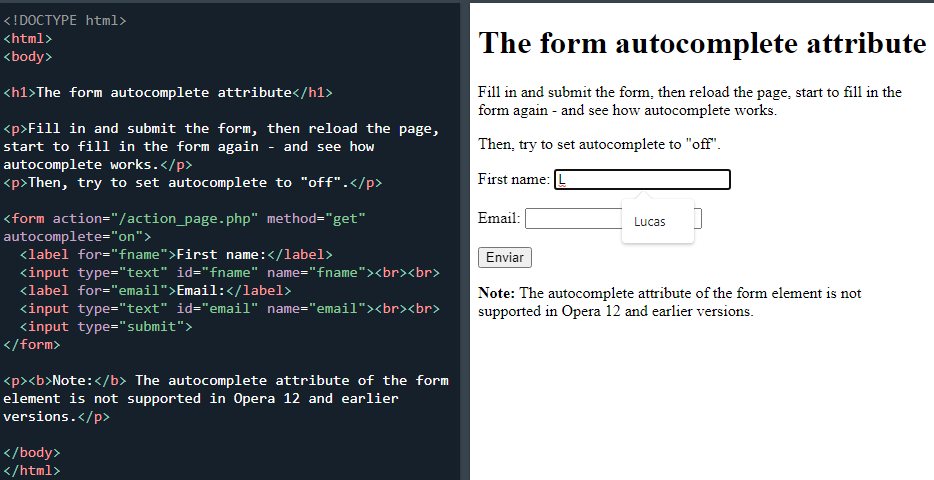 <!DOCTYPE html>
<html>
<body>
<h1>The form autocomplete attribute</h1>
<p>Fill in and submit the form, then reload the page,
start to fill in the form again - and see how
autocomplete works.</p>
<p>Then, try to set autocomplete to "off".</p>
<form action="/action_page.php" method="get"
autocomplete="on">
<label for="fname">First name:</label>
<input type="text" id="fname" name="fname"><br><br>
<label for="email">Email:</label>
<input type="text" id="email" name="email"><br><br>
<input type="submit">
</form>
<p><b>Note:</b> The autocomplete attribute of the form
element is not supported in Opera 12 and earlier
versions.</p>
</body>
</html>
The form autocomplete attribute
Fill in and submit the form, then reload the page, start to fill in the
form again - and see how autocomplete works.
Then, try to set autocomplete to "off".
First name: L
Email:
Lucas
Enviar
Note: The autocomplete attribute of the form element is not
supported in Opera 12 and earlier versions.